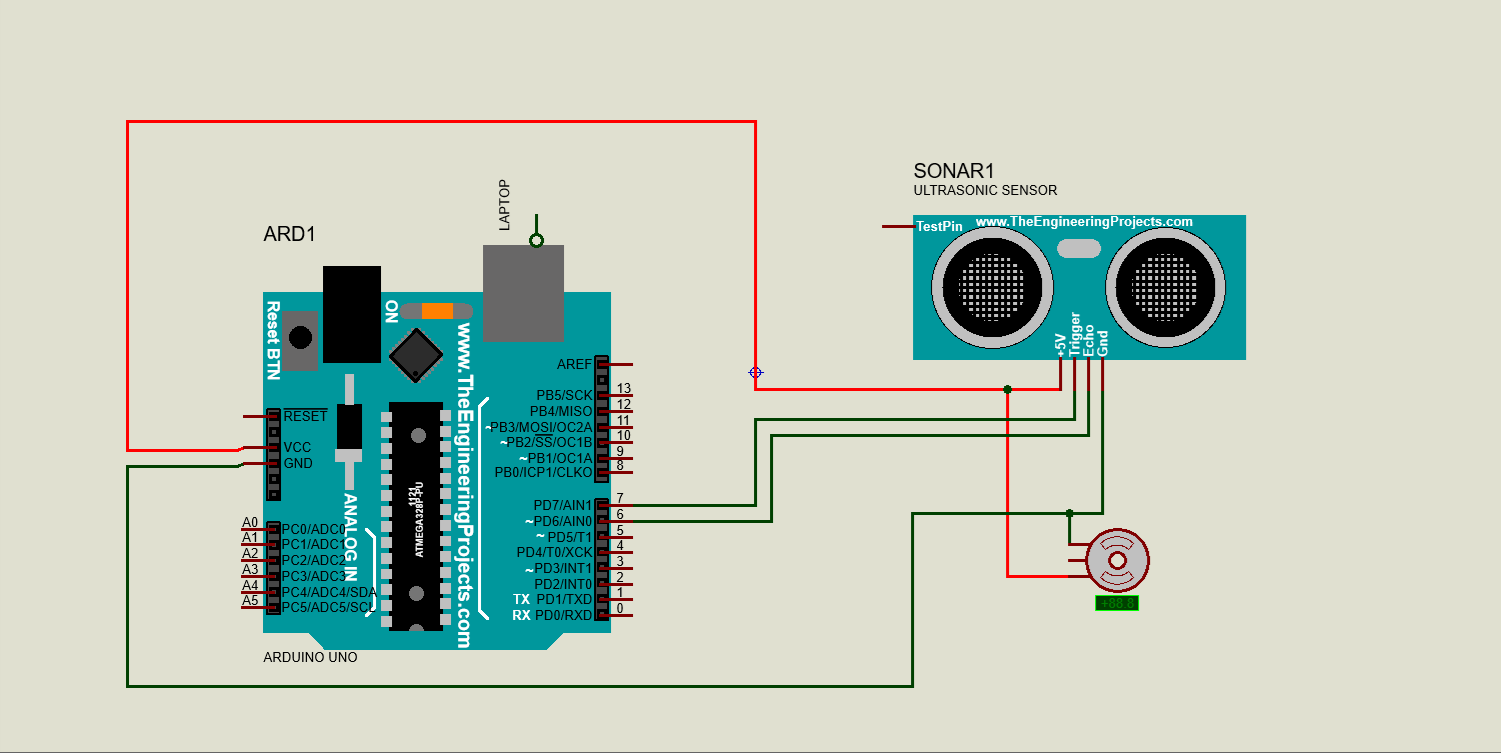 SONAR1
ULTRASONIC SENSOR
www.TheEngineeringProjects.com
TestPin
+5V
Trigger
Echo
Gnd
LAPTOP
ARD1
ON
Reset BTN
www.TheEngineeringProjects.com
AREF
PB5/SCK 13
PB4/MISO 12
~PB3/MOSI/OC2A 11
~PB2/SS/OC1B 10
~PB1/OC1A 9
PB0/ICP1/CLKO 8
RESET
VCC
GND
ANALOG IN
1121
ATMEGA328P-PU
PD7/AIN1 7
~PD6/AIN0 6
~PD5/T1 5
PD4/T0/XCK 4
~PD3/INT1 3
PD2/INT0 2
TX PD1/TXD 1
RX PD0/RXD 0
A0 PC0/ADC0
A1 PC1/ADC1
A2 PC2/ADC2
A3 PC3/ADC3
A4 PC4/ADC4/SDA
A5 PC5/ADC5/SCL
+88.8
ARDUINO UNO